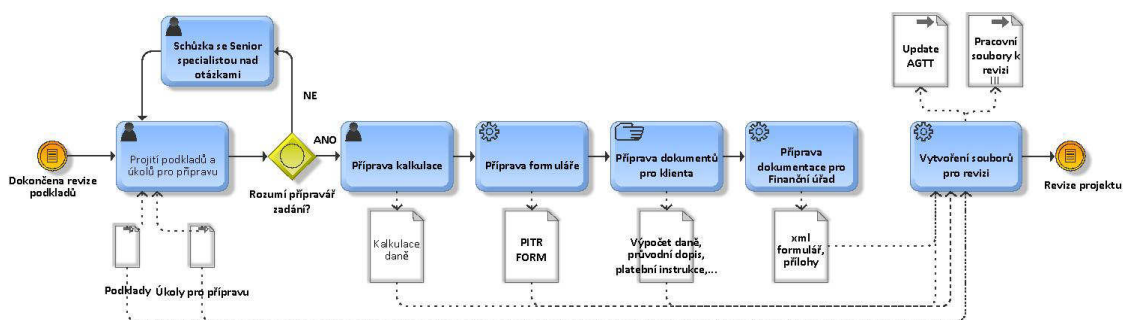 Schůzka se Senior
specialistou nad
otázkami
Update
AGTT
Pracovní
soubory k
revizi
NE
ANO
Projití podkladů a
úkolů pro přípravu
Příprava kalkulace
Příprava formuláře
Příprava dokumentů
pro klienta
Příprava
dokumentace pro
Finanční úřad
Vytvoření souborů
pro revizi
Dokončena revize
podkladů
Rozumí přípravář
zadání?
Revize projektu
Kalkulace
daně
PITR
FORM
Výpočet daně,
průvodní dopis,
platební instrukce,...
xml
formulář,
přílohy
Podklady
Úkoly pro přípravu